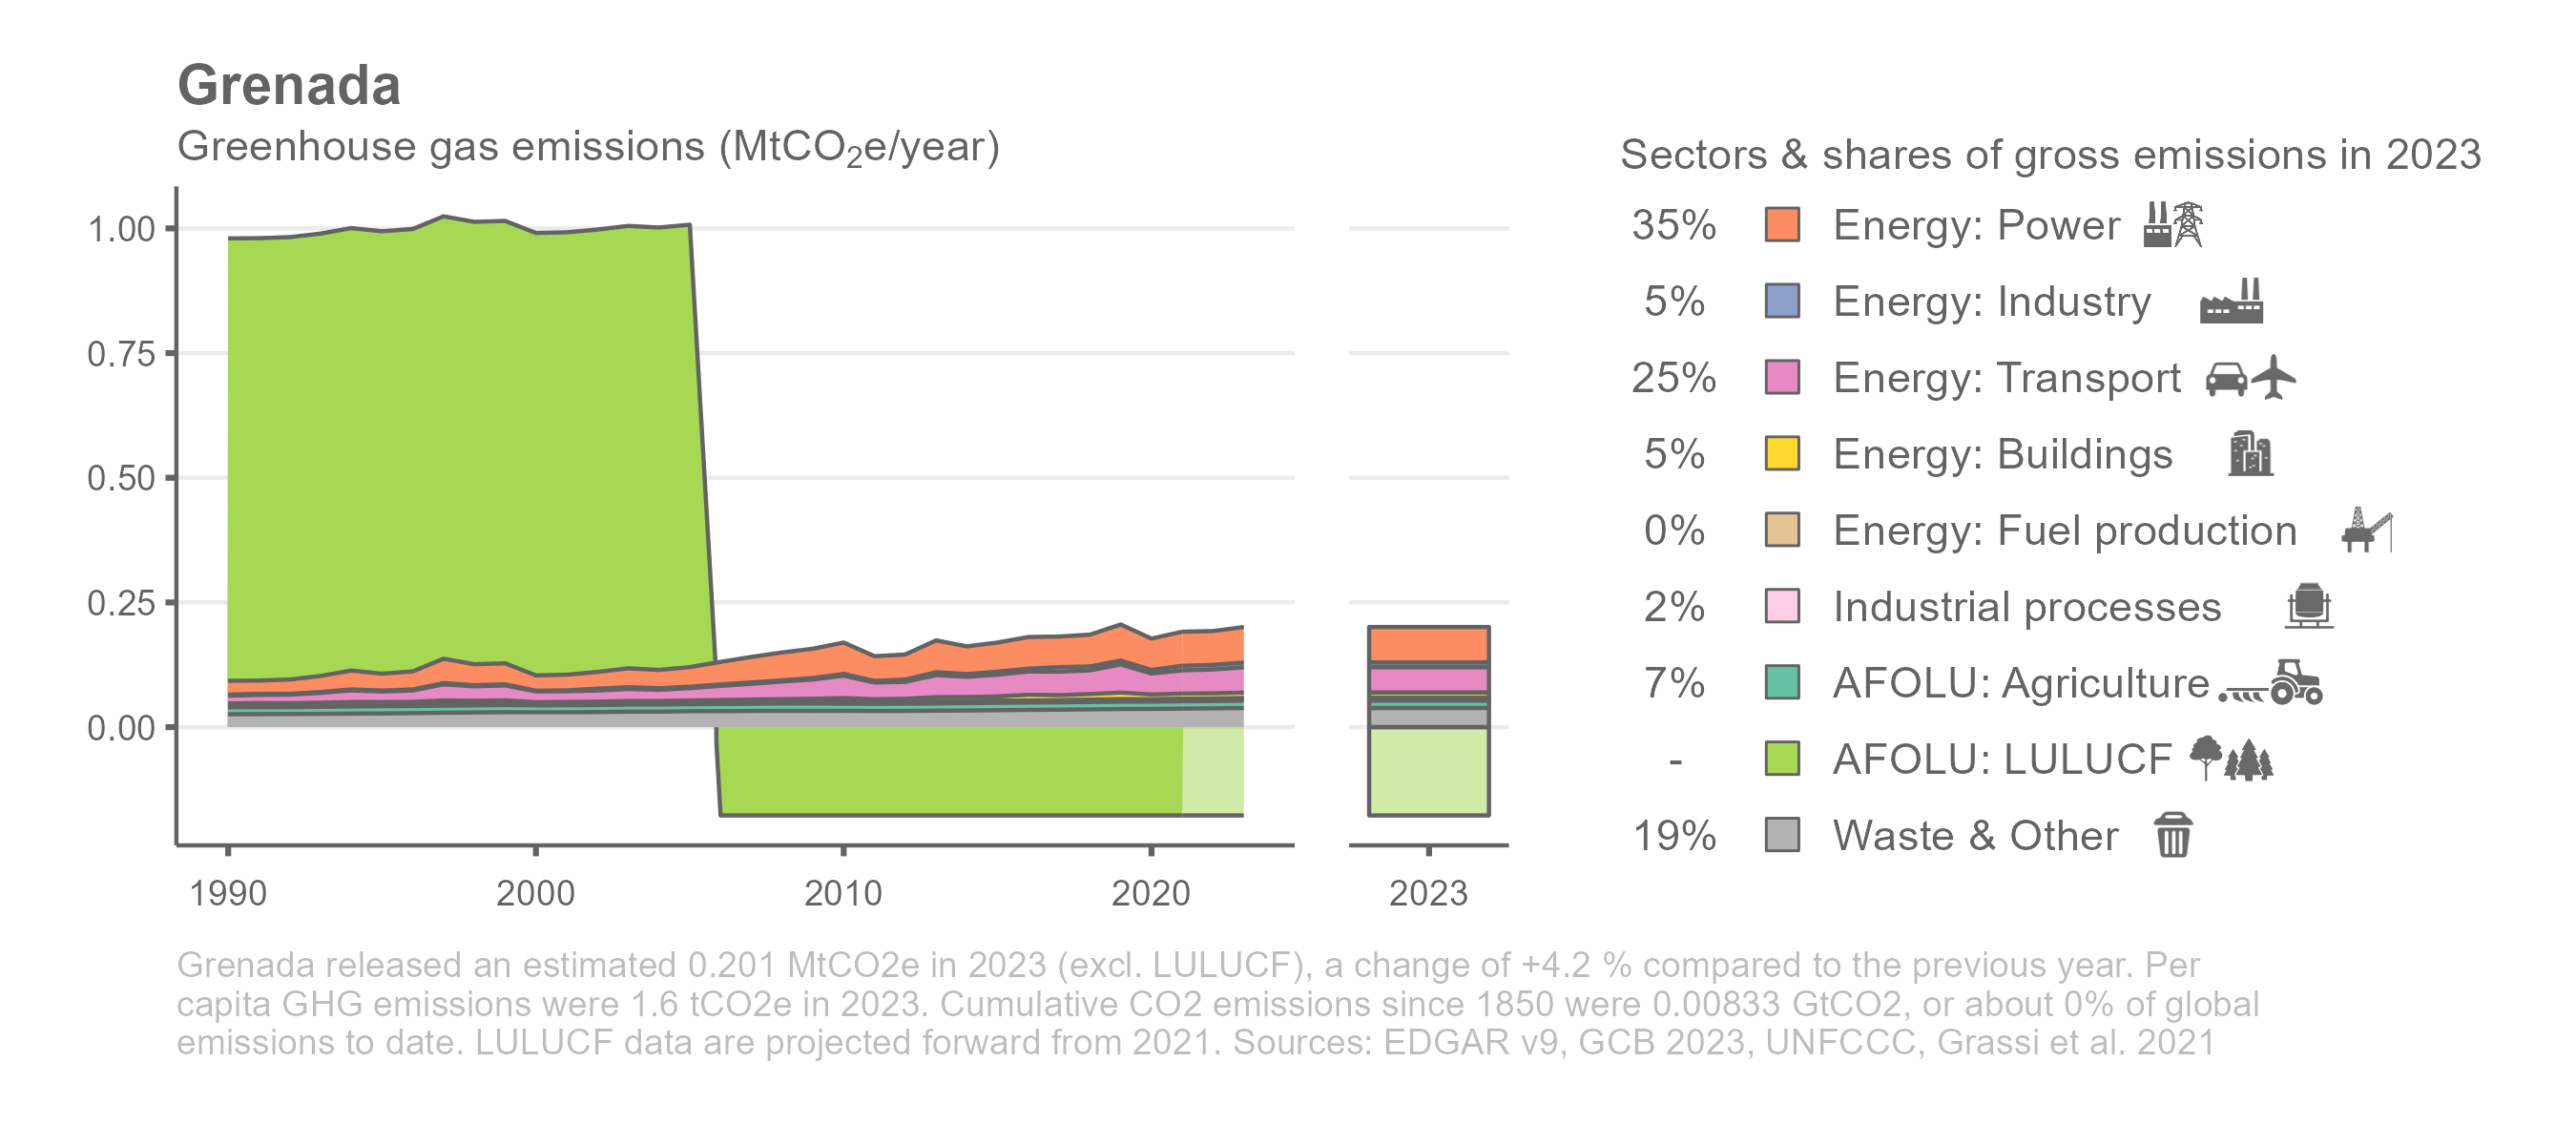 Grenada
Greenhouse gas emissions (MtCO₂e/year)
1.00
0.75
0.50
0.25
0.00
1990 2000 2010 2020 2023
Sectors & shares of gross emissions in 2023
35% Energy: Power
5% Energy: Industry
25% Energy: Transport
5% Energy: Buildings
0% Energy: Fuel production
2% Industrial processes
7% AFOLU: Agriculture
- AFOLU: LULUCF
19% Waste & Other
Grenada released an estimated 0.201 MtCO2e in 2023 (excl. LULUCF), a change of +4.2 % compared to the previous year. Per
capita GHG emissions were 1.6 tCO2e in 2023. Cumulative CO2 emissions since 1850 were 0.00833 GtCO2, or about 0% of global
emissions to date. LULUCF data are projected forward from 2021. Sources: EDGAR v9, GCB 2023, UNFCCC, Grassi et al. 2021